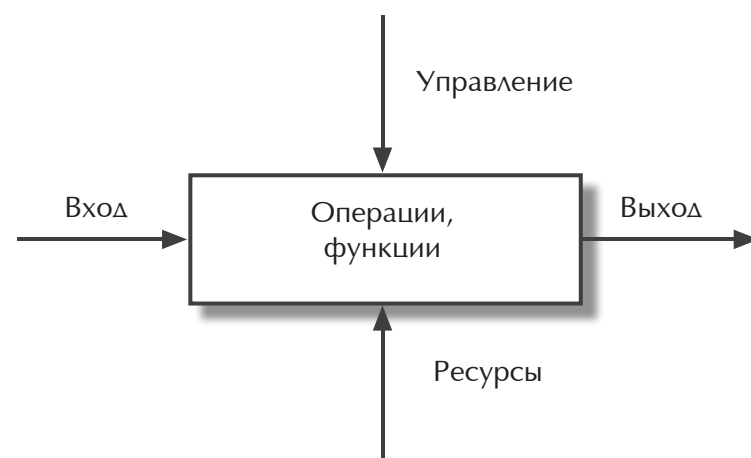 Управление
Вход
Операции,
функции
Выход
Ресурсы